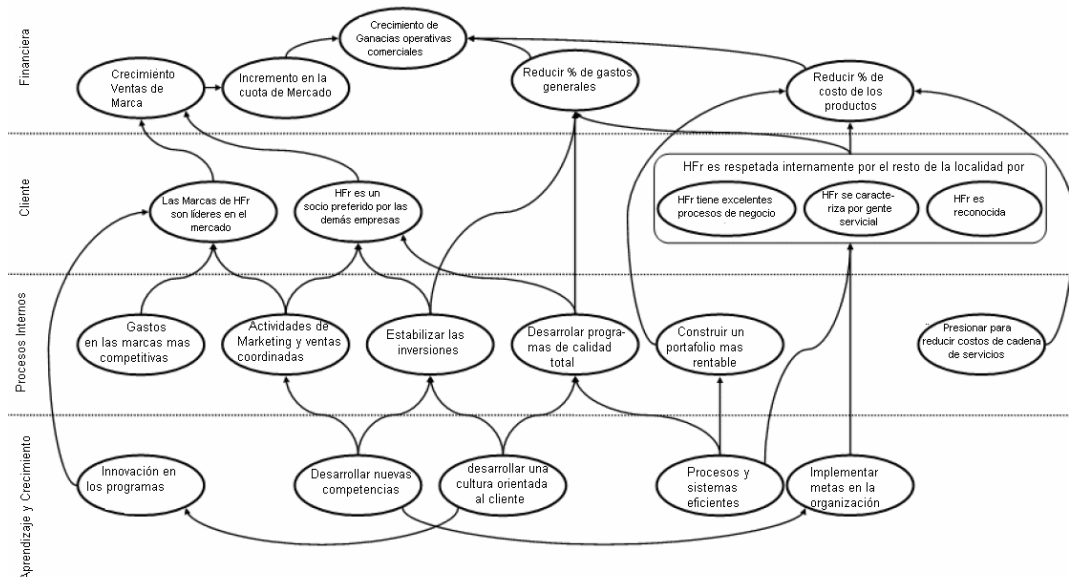 Financiera
Crecimiento de
Ganacias operativas
comerciales
Crecimiento
Ventas de
Marca
Incremento en la
cuota de Mercado
Reducir % de gastos
generales
Reducir % de
costo de los
productos
Cliente
Las Marcas de HFr
son líderes en el
mercado
HFr es un
socio preferido por las
demás empresas
HFr es respetada internamente por el resto de la localidad por
HFr tiene excelentes
procesos de negocio
HFr se caracte-
riza por gente
servicial
HFr es
reconocida
Procesos Internos
Gastos
en las marcas mas
competitivas
Actividades de
Marketing y ventas
coordinadas
Estabilizar las
inversiones
Desarrolar progra-
mas de calidad
total
Construir un
portafolio mas
rentable
Presionar para
reducir costos de cadena
de servicios
Aprendizaje y Crecimiento
Innovación en
los programas
Desarrollar nuevas
competencias
desarrollar una
cultura orientada
al cliente
Procesos y
sistemas
eficientes
Implementar
metas en la
organización